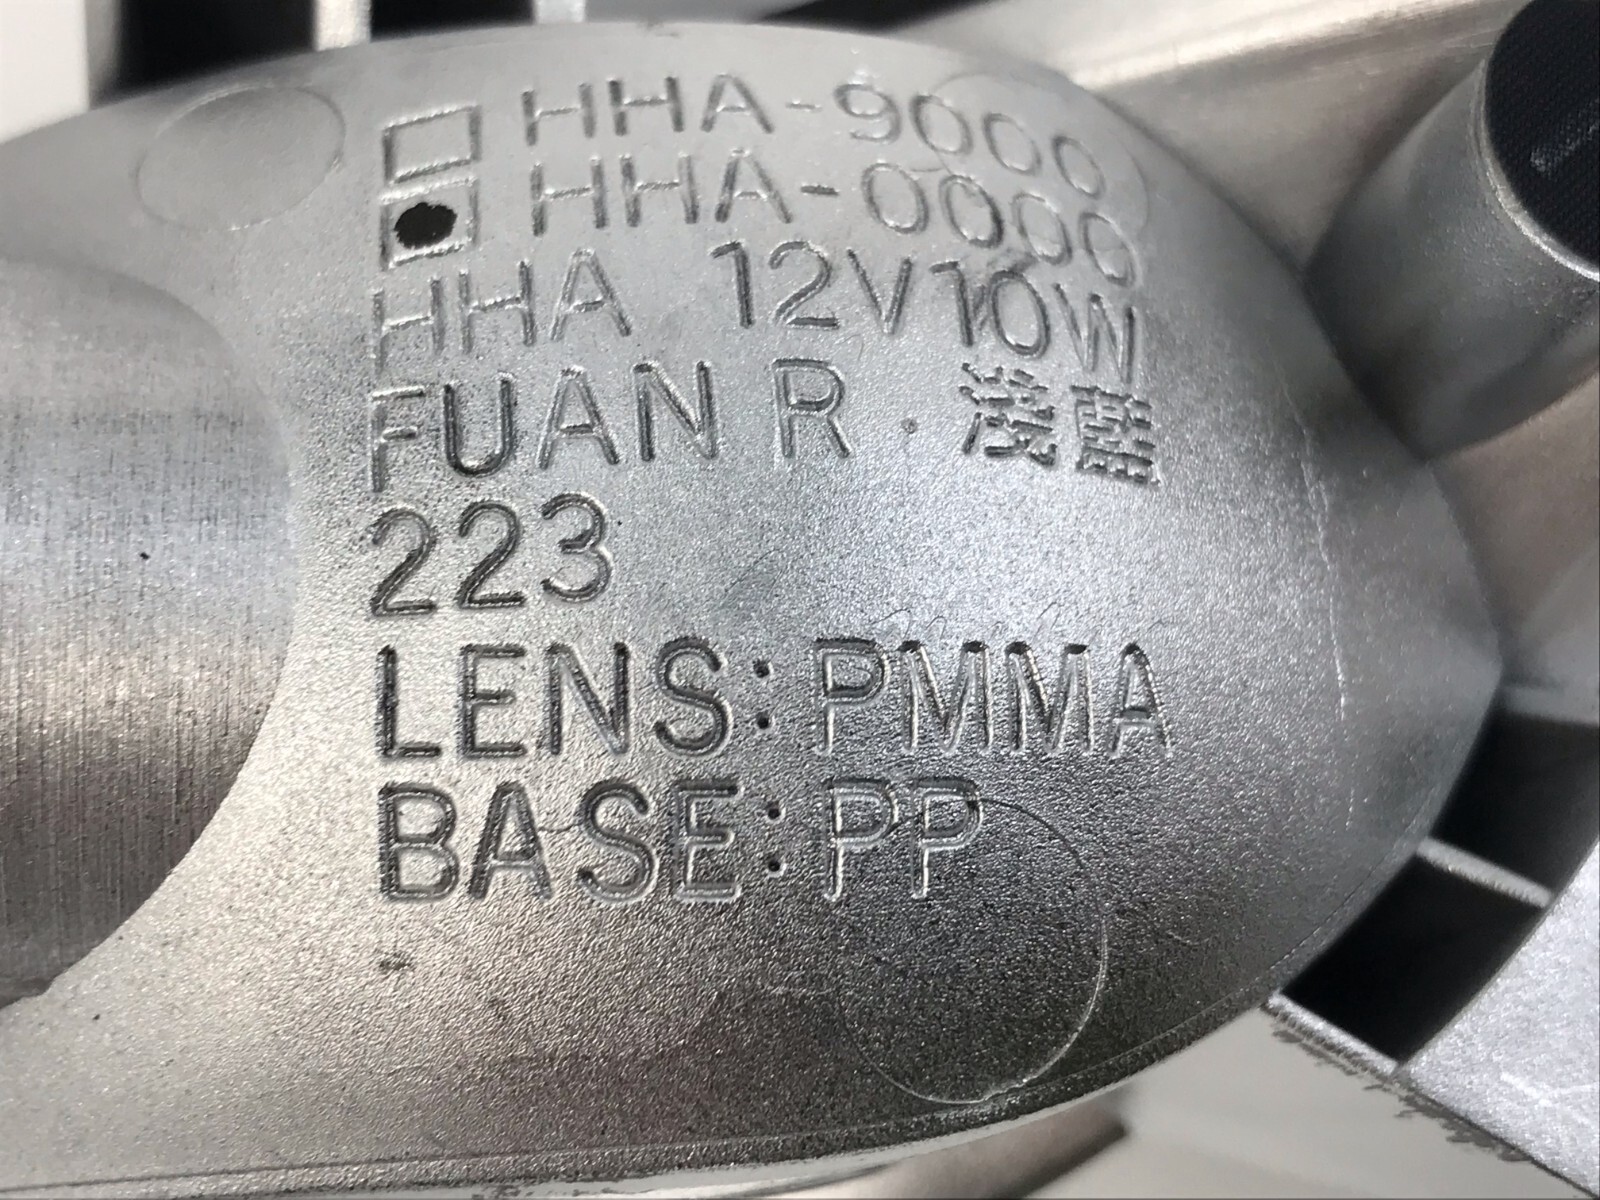 HHA-9000
HHA-0000
HHA 12V10W
FUAN R. 淺藍
223
LENS:PMMA
BASE:PP